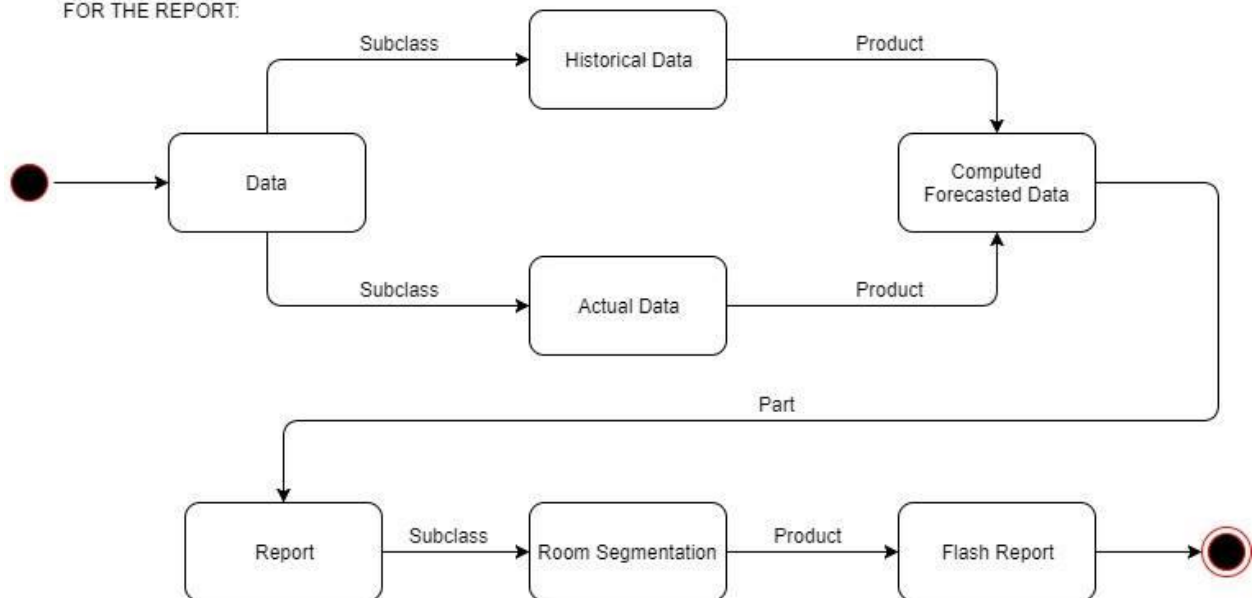 FOR THE REPORT:
Subclass
Historical Data
Product
Data
Computed
Forecasted Data
Subclass
Actual Data
Product
Part
Report
Subclass
Room Segmentation
Product
Flash Report